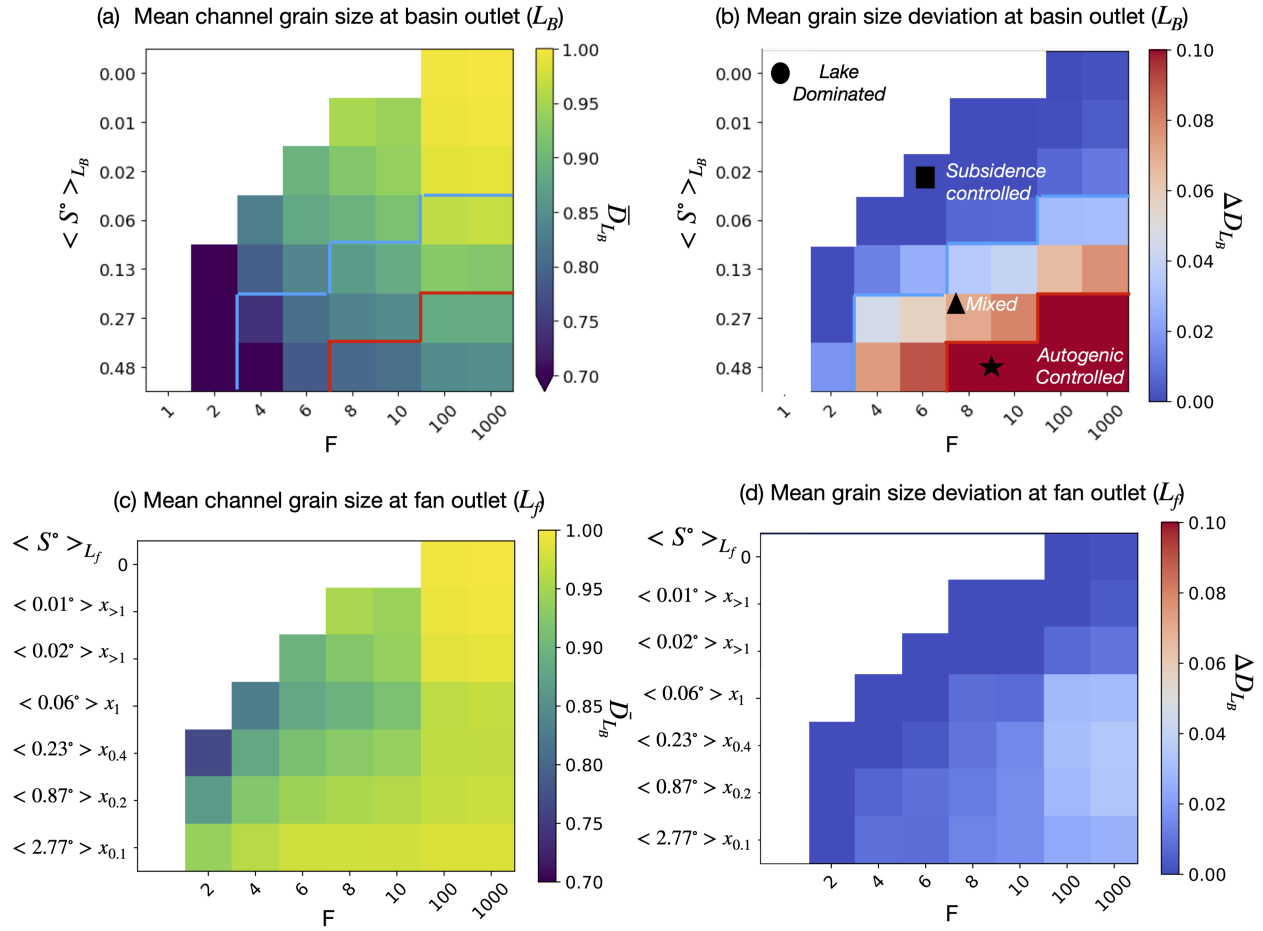 (a) Mean channel grain size at basin outlet (L_B)
< S° >_{L_B}
0.00
0.01
0.02
0.06
0.13
0.27
0.48
1
2
4
6
8
10
100
1000
F
1.00
0.95
0.90
0.85
0.80
0.75
0.70
D̄_{L_B}
(b) Mean grain size deviation at basin outlet (L_B)
< S° >_{L_B}
0.00
0.01
0.02
0.06
0.13
0.27
0.48
Lake
Dominated
Subsidence
controlled
Mixed
Autogenic
Controlled
1
2
4
6
8
10
100
1000
F
0.10
0.08
0.06
0.04
0.02
0.00
ΔD_{L_B}
(c) Mean channel grain size at fan outlet (L_f)
< S° >_{L_f}
0
< 0.01° > x_{>1}
< 0.02° > x_{>1}
< 0.06° > x_1
< 0.23° > x_{0.4}
< 0.87° > x_{0.2}
< 2.77° > x_{0.1}
2
4
6
8
10
100
1000
F
1.00
0.95
0.90
0.85
0.80
0.75
0.70
D̄_{L_B}
(d) Mean grain size deviation at fan outlet (L_f)
< S° >_{L_f}
0
< 0.01° > x_{>1}
< 0.02° > x_{>1}
< 0.06° > x_1
< 0.23° > x_{0.4}
< 0.87° > x_{0.2}
< 2.77° > x_{0.1}
2
4
6
8
10
100
1000
F
0.10
0.08
0.06
0.04
0.02
0.00
ΔD_{L_B}